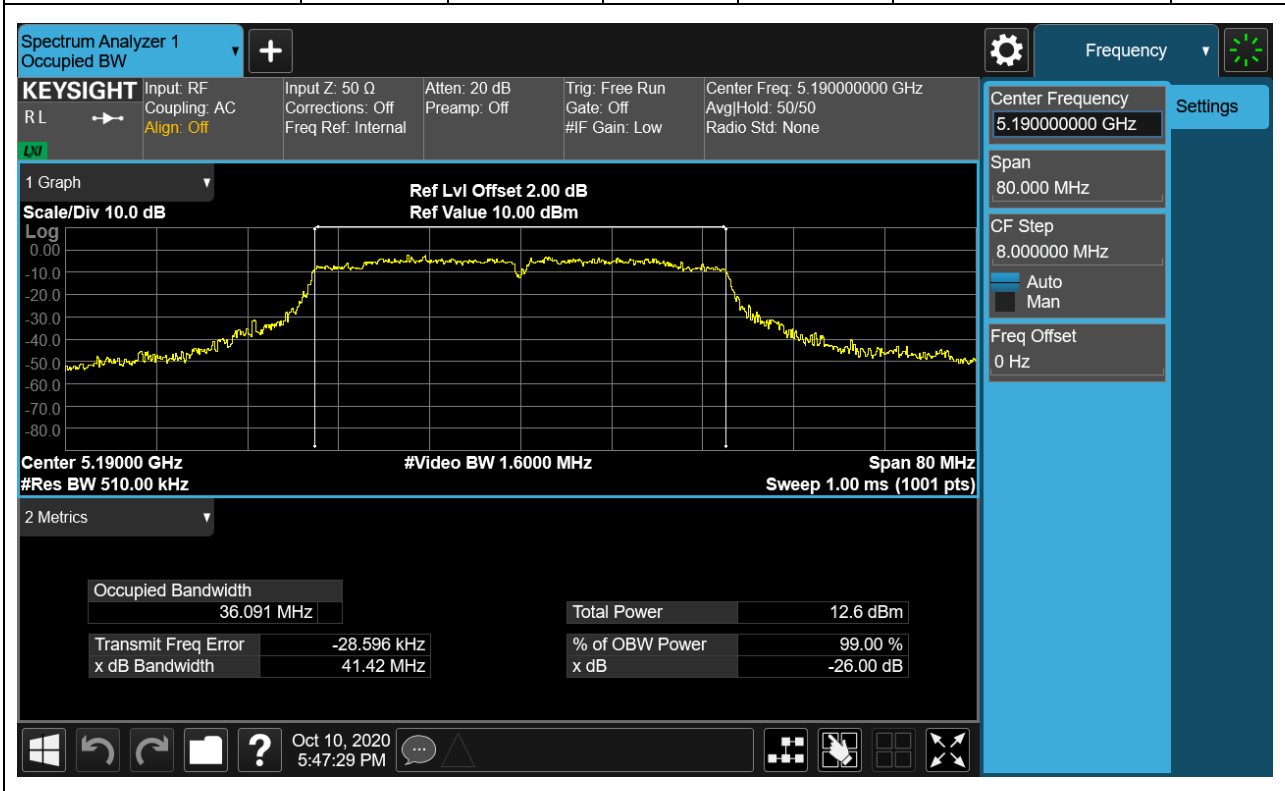 Spectrum Analyzer 1
Occupied BW
Frequency
KEYSIGHT
R L
LXI
Input: RF
Coupling: AC
Align: Off
Input Z: 50 Ω
Corrections: Off
Freq Ref: Internal
Atten: 20 dB
Preamp: Off
Trig: Free Run
Gate: Off
#IF Gain: Low
Center Freq: 5.190000000 GHz
Avg|Hold: 50/50
Radio Std: None
Center Frequency
5.190000000 GHz
Settings
Span
80.000 MHz
CF Step
8.000000 MHz
Auto
Man
Freq Offset
0 Hz
1 Graph
Scale/Div 10.0 dB
Ref Lvl Offset 2.00 dB
Ref Value 10.00 dBm
Log
0.00
-10.0
-20.0
-30.0
-40.0
-50.0
-60.0
-70.0
-80.0
Center 5.19000 GHz
#Video BW 1.6000 MHz
Span 80 MHz
#Res BW 510.00 kHz
Sweep 1.00 ms (1001 pts)
2 Metrics
Occupied Bandwidth
36.091 MHz
Total Power 12.6 dBm
Transmit Freq Error -28.596 kHz
% of OBW Power 99.00 %
x dB Bandwidth 41.42 MHz
x dB -26.00 dB
?
Oct 10, 2020
5:47:29 PM